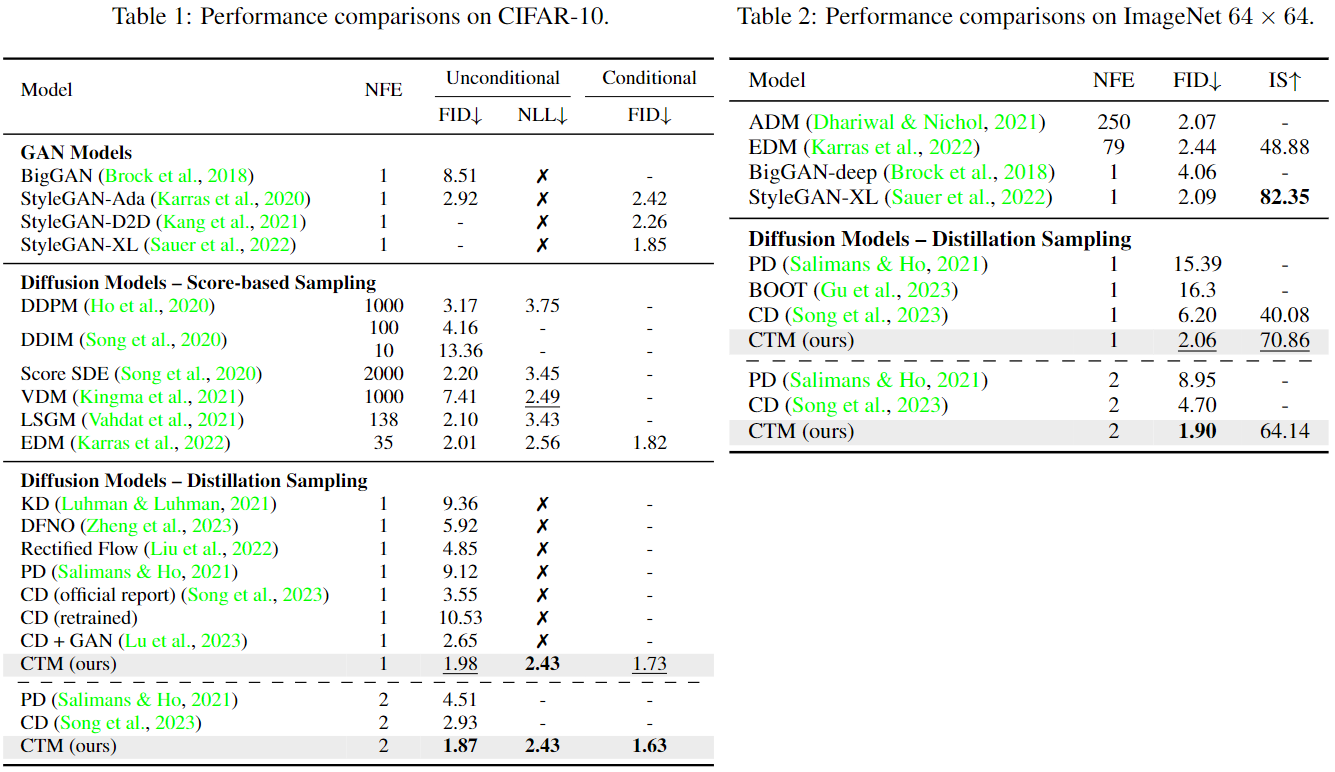 Table 1: Performance comparisons on CIFAR-10.
Model NFE Unconditional Conditional
FID↓ NLL↓ FID↓
GAN Models
BigGAN (Brock et al., 2018) 1 8.51 ✗ -
StyleGAN-Ada (Karras et al., 2020) 1 2.92 ✗ 2.42
StyleGAN-D2D (Kang et al., 2021) 1 - ✗ 2.26
StyleGAN-XL (Sauer et al., 2022) 1 - ✗ 1.85
Diffusion Models – Score-based Sampling
DDPM (Ho et al., 2020) 1000 3.17 3.75 -
DDIM (Song et al., 2020) 100 4.16 - -
10 13.36 - -
Score SDE (Song et al., 2020) 2000 2.20 3.45 -
VDM (Kingma et al., 2021) 1000 7.41 2.49 -
LSGM (Vahdat et al., 2021) 138 2.10 3.43 -
EDM (Karras et al., 2022) 35 2.01 2.56 1.82
Diffusion Models – Distillation Sampling
KD (Luhman & Luhman, 2021) 1 9.36 ✗ -
DFNO (Zheng et al., 2023) 1 5.92 ✗ -
Rectified Flow (Liu et al., 2022) 1 4.85 ✗ -
PD (Salimans & Ho, 2021) 1 9.12 ✗ -
CD (official report) (Song et al., 2023) 1 3.55 ✗ -
CD (retrained) 1 10.53 ✗ -
CD + GAN (Lu et al., 2023) 1 2.65 ✗ -
CTM (ours) 1 1.98 2.43 1.73
PD (Salimans & Ho, 2021) 2 4.51 - -
CD (Song et al., 2023) 2 2.93 - -
CTM (ours) 2 1.87 2.43 1.63
Table 2: Performance comparisons on ImageNet 64 × 64.
Model NFE FID↓ IS↑
ADM (Dhariwal & Nichol, 2021) 250 2.07 -
EDM (Karras et al., 2022) 79 2.44 48.88
BigGAN-deep (Brock et al., 2018) 1 4.06 -
StyleGAN-XL (Sauer et al., 2022) 1 2.09 82.35
Diffusion Models – Distillation Sampling
PD (Salimans & Ho, 2021) 1 15.39 -
BOOT (Gu et al., 2023) 1 16.3 -
CD (Song et al., 2023) 1 6.20 40.08
CTM (ours) 1 2.06 70.86
PD (Salimans & Ho, 2021) 2 8.95 -
CD (Song et al., 2023) 2 4.70 -
CTM (ours) 2 1.90 64.14